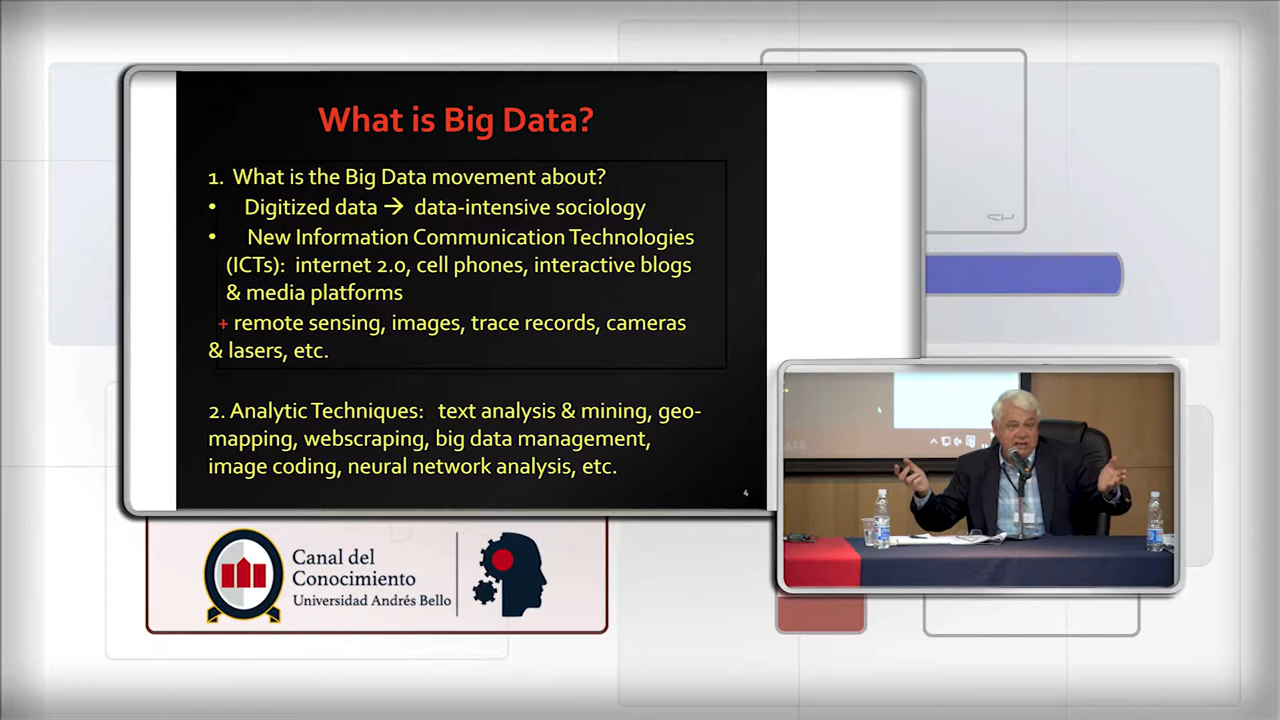 What is Big Data?
1. What is the Big Data movement about?
• Digitized data → data-intensive sociology
• New Information Communication Technologies
(ICTs): internet 2.0, cell phones, interactive blogs
& media platforms
+ remote sensing, images, trace records, cameras
& lasers, etc.
2. Analytic Techniques: text analysis & mining, geo-
mapping, webscraping, big data management,
image coding, neural network analysis, etc.
4
Canal del
Conocimiento
Universidad Andrés Bello